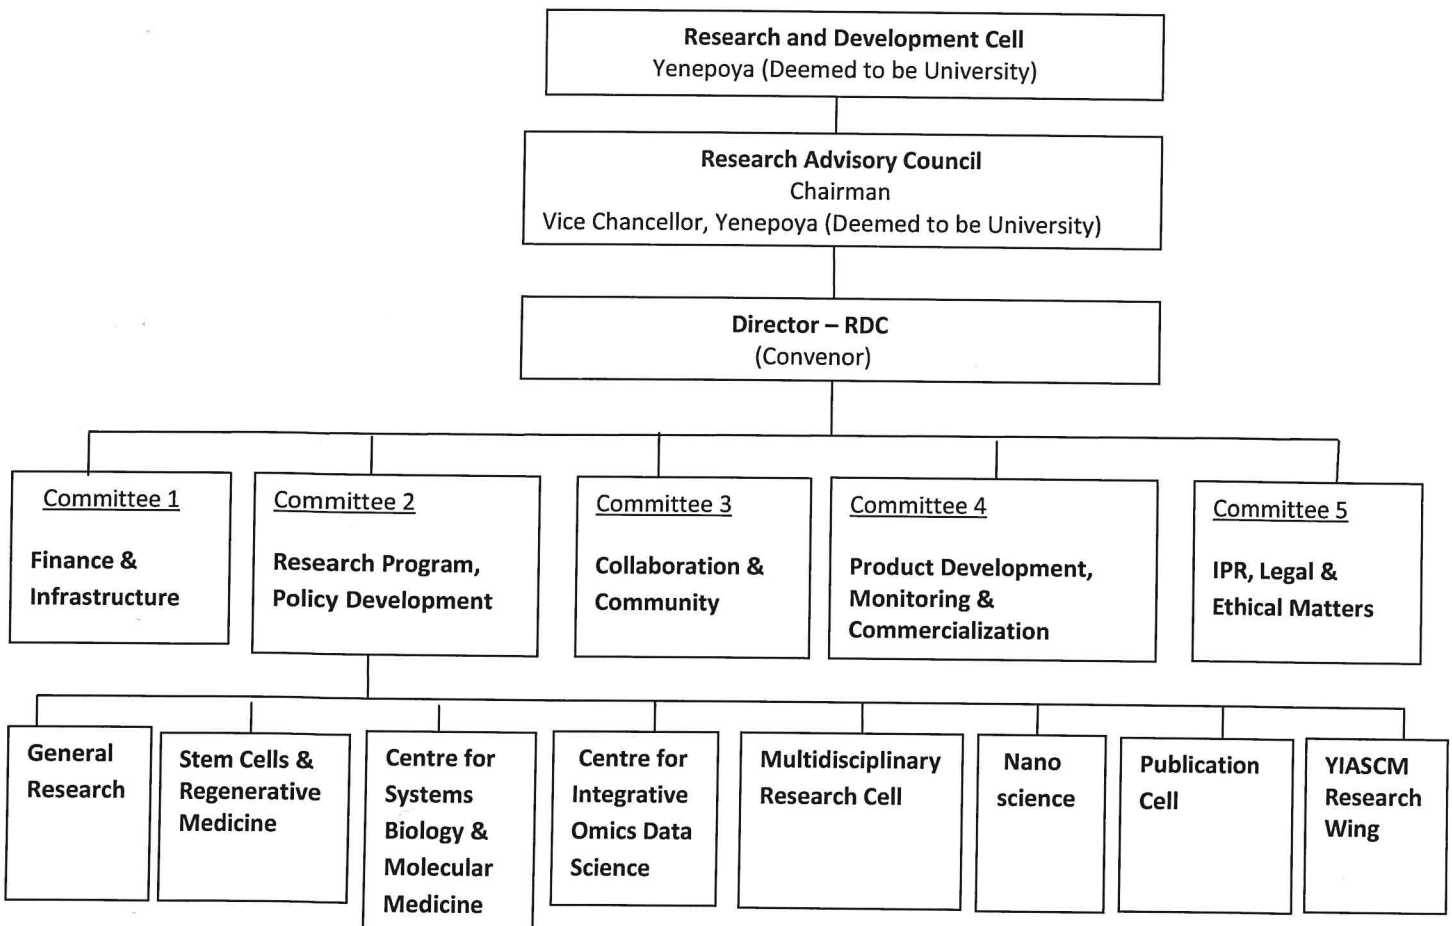 Research and Development Cell
Yenepoya (Deemed to be University)
Research Advisory Council
Chairman
Vice Chancellor, Yenepoya (Deemed to be University)
Director – RDC
(Convenor)
Committee 1
Finance &
Infrastructure
Committee 2
Research Program,
Policy Development
Committee 3
Collaboration &
Community
Committee 4
Product Development,
Monitoring &
Commercialization
Committee 5
IPR, Legal &
Ethical Matters
General
Research
Stem Cells &
Regenerative
Medicine
Centre for
Systems
Biology &
Molecular
Medicine
Centre for
Integrative
Omics Data
Science
Multidisciplinary
Research Cell
Nano
science
Publication
Cell
YIASCM
Research
Wing